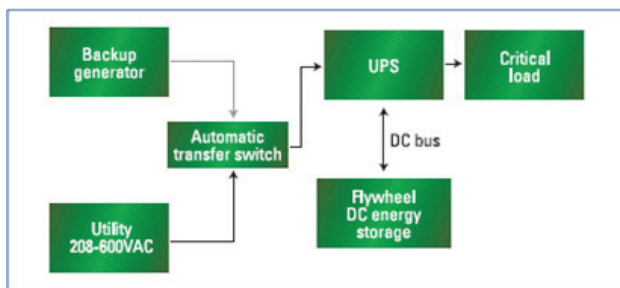 Backup
generator
UPS
Critical
load
Automatic
transfer switch
DC bus
Utility
208-600VAC
Flywheel
DC energy
storage